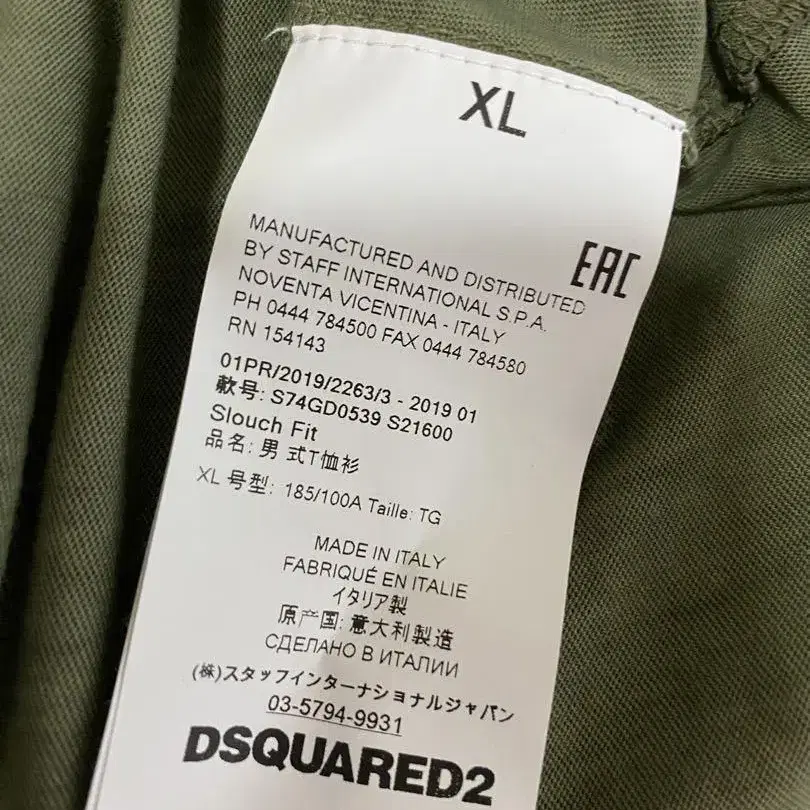 XL
MANUFACTURED AND DISTRIBUTED
BY STAFF INTERNATIONAL S.P.A.
NOVENTA VICENTINA - ITALY
PH 0444 784500 FAX 0444 784580
RN 154143
EAC
01PR/2019/2263/3 - 2019 01
款号: S74GD0539 S21600
Slouch Fit
品名: 男 式T恤衫
XL 号型: 185/100A Taille: TG
MADE IN ITALY
FABRIQUÉ EN ITALIE
イタリア製
原产国: 意大利製造
СДЕЛАНО В ИТАЛИИ
(株)スタッフインターナショナルジャパン
03-5794-9931
DSQUARED2